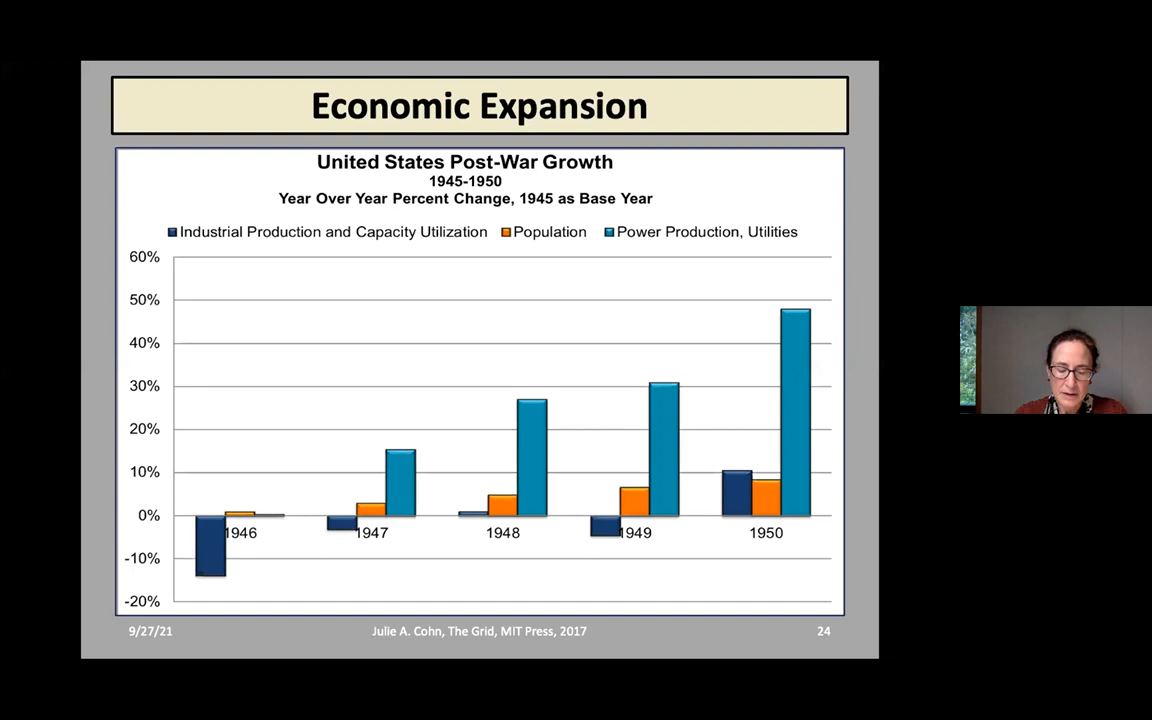 Economic Expansion
United States Post-War Growth
1945-1950
Year Over Year Percent Change, 1945 as Base Year
Industrial Production and Capacity Utilization Population Power Production, Utilities
60%
50%
40%
30%
20%
10%
0%
1946 1947 1948 1949 1950
-10%
-20%
9/27/21 Julie A. Cohn, The Grid, MIT Press, 2017 24